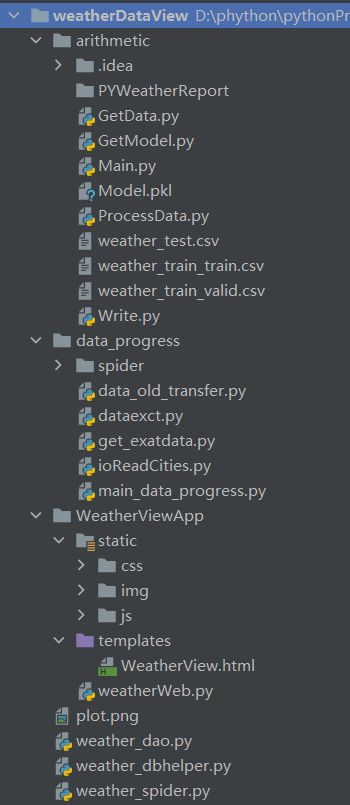 weatherDataView D:\phython\pythonPr
arithmetic
.idea
PYWeatherReport
GetData.py
GetModel.py
Main.py
Model.pkl
ProcessData.py
weather_test.csv
weather_train_train.csv
weather_train_valid.csv
Write.py
data_progress
spider
data_old_transfer.py
dataexct.py
get_exatdata.py
ioReadCities.py
main_data_progress.py
WeatherViewApp
static
css
img
js
templates
WeatherView.html
weatherWeb.py
plot.png
weather_dao.py
weather_dbhelper.py
weather_spider.py